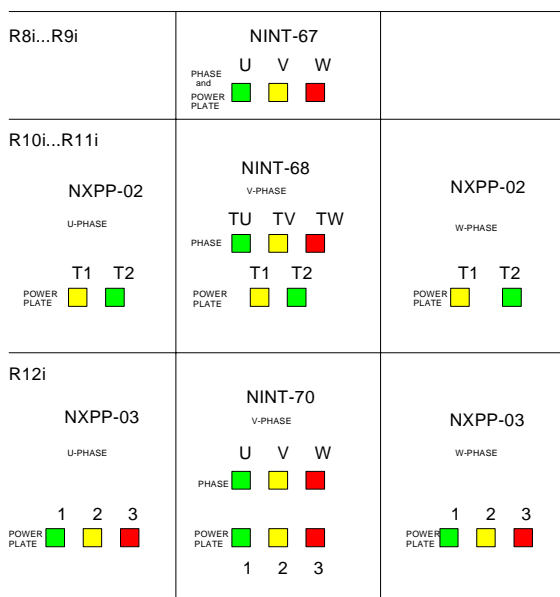 R8i...R9i
NINT-67
U V W
PHASE
and
POWER
PLATE
R10i...R11i
NXPP-02
U-PHASE
T1 T2
POWER
PLATE
NINT-68
V-PHASE
TU TV TW
PHASE
T1 T2
POWER
PLATE
NXPP-02
W-PHASE
T1 T2
POWER
PLATE
R12i
NXPP-03
U-PHASE
1 2 3
POWER
PLATE
NINT-70
V-PHASE
U V W
PHASE
POWER
PLATE
1 2 3
NXPP-03
W-PHASE
1 2 3
POWER
PLATE